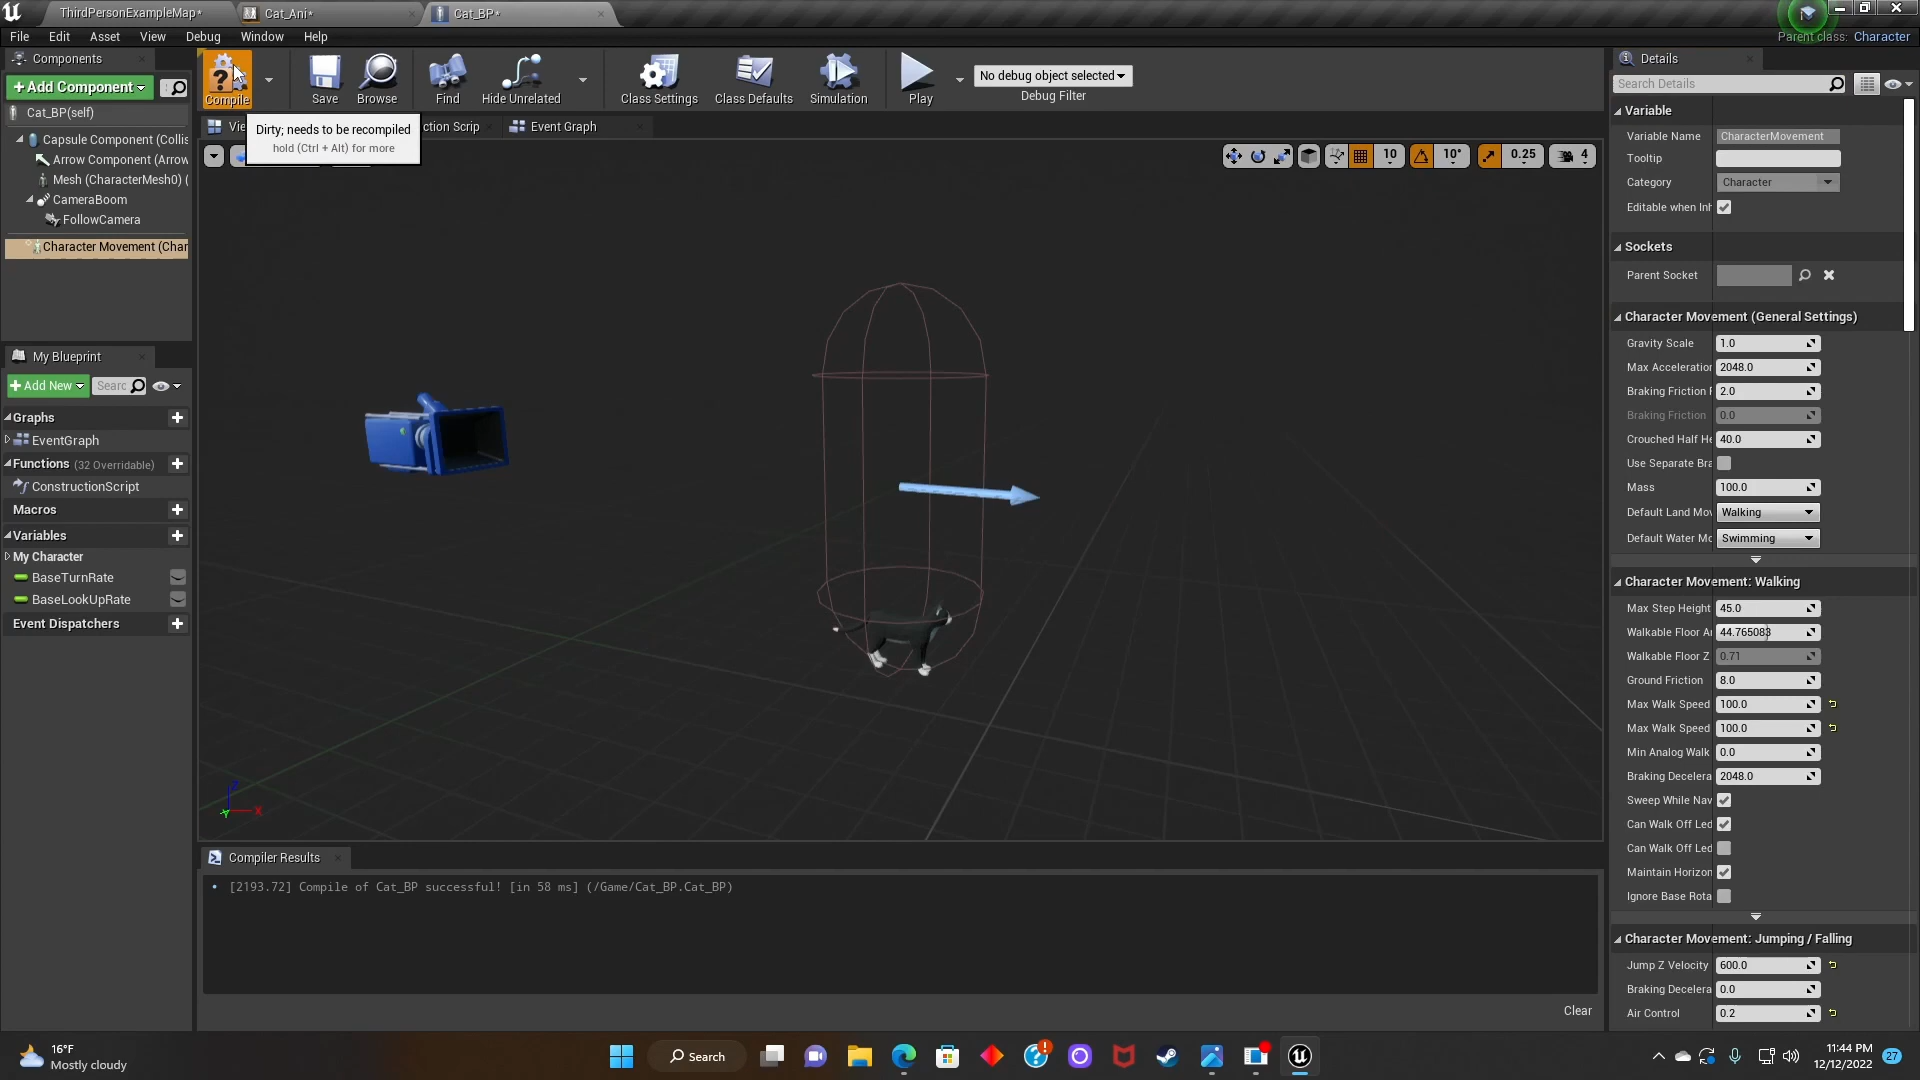 ThirdPersonExampleMap*
Cat_Ani*
Cat_BP*
File Edit Asset View Debug Window Help
Parent class: Character
Components
+Add Component
Cat_BP(self)
Capsule Component (Collis
Arrow Component (Arrow
Mesh (CharacterMesh0) (
CameraBoom
FollowCamera
Character Movement (Char
My Blueprint
+Add New
Searc
Graphs
EventGraph
Functions (32 Overridable)
ConstructionScript
Macros
Variables
My Character
BaseTurnRate
BaseLookUpRate
Event Dispatchers
Compile
Save
Browse
Find
Hide Unrelated
Class Settings
Class Defaults
Simulation
Play
No debug object selected
Debug Filter
Vie
ction Scrip
Event Graph
Dirty; needs to be recompiled
hold (Ctrl + Alt) for more
10
10°
0.25
4
Z
X
Y
Compiler Results
[2193.72] Compile of Cat_BP successful! [in 58 ms] (/Game/Cat_BP.Cat_BP)
Clear
Details
Search Details
Variable
Variable Name CharacterMovement
Tooltip
Category Character
Editable when Inh
Sockets
Parent Socket
Character Movement (General Settings)
Gravity Scale 1.0
Max Acceleration 2048.0
Braking Friction F 2.0
Braking Friction 0.0
Crouched Half He 40.0
Use Separate Bra
Mass 100.0
Default Land Mov Walking
Default Water Mo Swimming
Character Movement: Walking
Max Step Height 45.0
Walkable Floor An 44.765083
Walkable Floor Z 0.71
Ground Friction 8.0
Max Walk Speed 100.0
Max Walk Speed 100.0
Min Analog Walk 0.0
Braking Decelera 2048.0
Sweep While Nav
Can Walk Off Led
Can Walk Off Led
Maintain Horizon
Ignore Base Rota
Character Movement: Jumping / Falling
Jump Z Velocity 600.0
Braking Decelera 0.0
Air Control 0.2
16°F
Mostly cloudy
Search
11:44 PM
12/12/2022
27